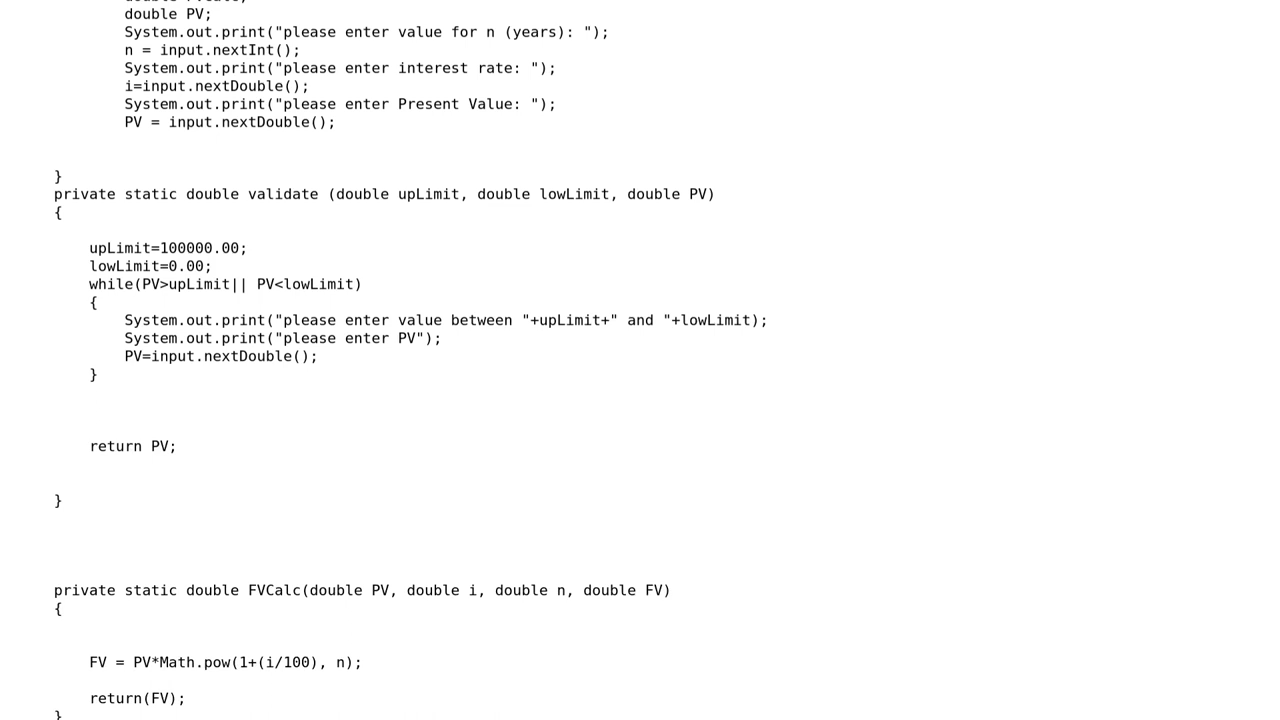 double PV;
System.out.print("please enter value for n (years): ");
n = input.nextInt();
System.out.print("please enter interest rate: ");
i=input.nextDouble();
System.out.print("please enter Present Value: ");
PV = input.nextDouble();
}
private static double validate (double upLimit, double lowLimit, double PV)
{
upLimit=100000.00;
lowLimit=0.00;
while(PV>upLimit|| PV<lowLimit)
{
System.out.print("please enter value between "+upLimit+" and "+lowLimit);
System.out.print("please enter PV");
PV=input.nextDouble();
}
return PV;
}
private static double FVCalc(double PV, double i, double n, double FV)
{
FV = PV*Math.pow(1+(i/100), n);
return(FV);
}